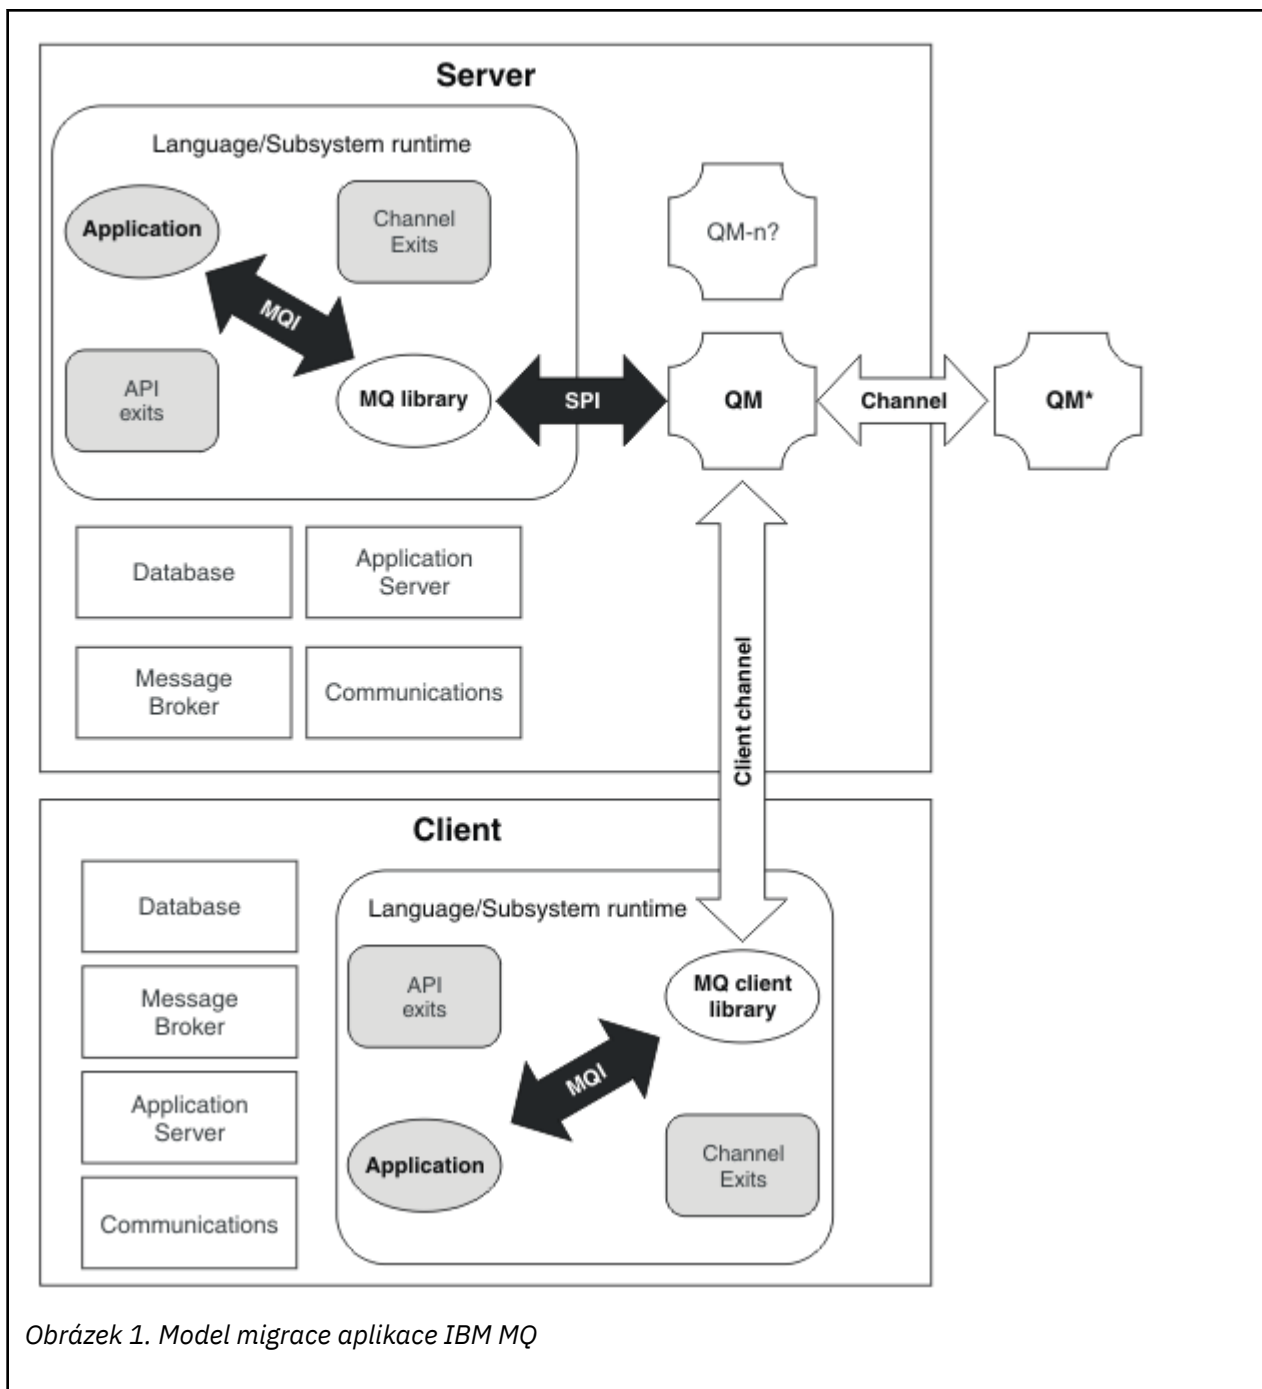 Server
Language/Subsystem runtime
Application
Channel
Exits
MQI
API
exits
MQ library
SPI
QM-n?
QM
Channel
QM*
Database
Application
Server
Message
Broker
Communications
Client channel
Client
Database
Message
Broker
Application
Server
Communications
Language/Subsystem runtime
API
exits
MQ client
library
MQI
Application
Channel
Exits
Obrázek 1. Model migrace aplikace IBM MQ